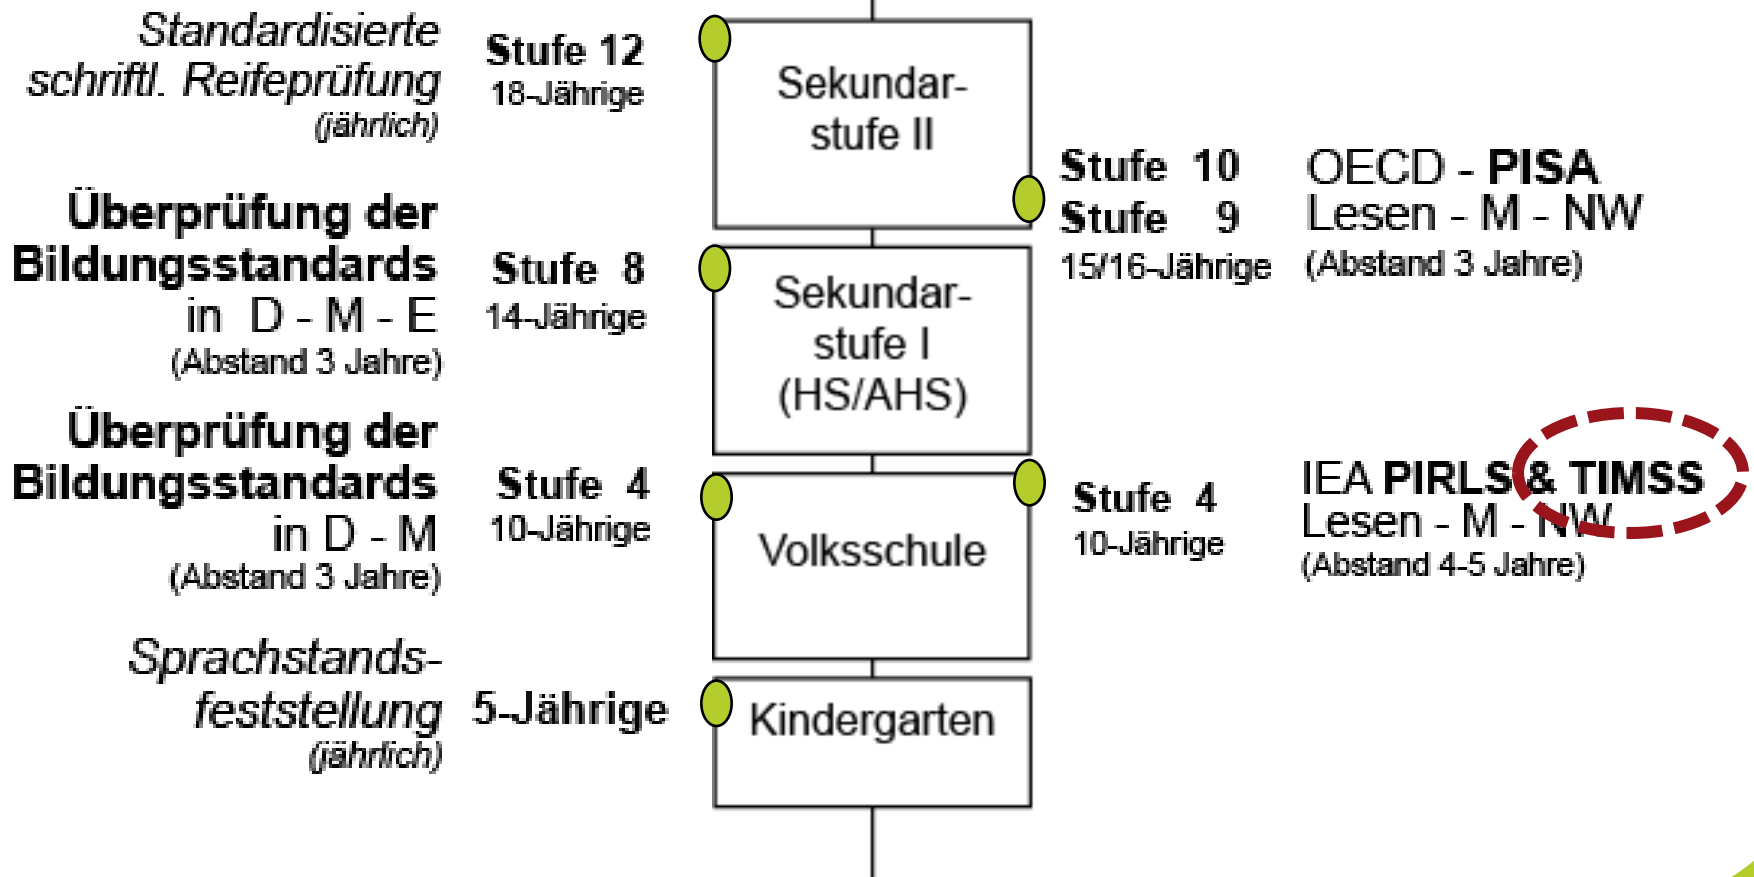 Standardisierte
schriftl. Reifeprüfung
(jährlich)
Stufe 12
18-Jährige
Sekundar-
stufe II
Stufe 10
Stufe 9
15/16-Jährige
OECD - PISA
Lesen - M - NW
(Abstand 3 Jahre)
Überprüfung der
Bildungsstandards
in D - M - E
(Abstand 3 Jahre)
Stufe 8
14-Jährige
Sekundar-
stufe I
(HS/AHS)
Überprüfung der
Bildungsstandards
in D - M
(Abstand 3 Jahre)
Stufe 4
10-Jährige
Volksschule
Stufe 4
10-Jährige
IEA PIRLS & TIMSS
Lesen - M - NW
(Abstand 4-5 Jahre)
Sprachstands-
feststellung
(jährlich)
5-Jährige
Kindergarten